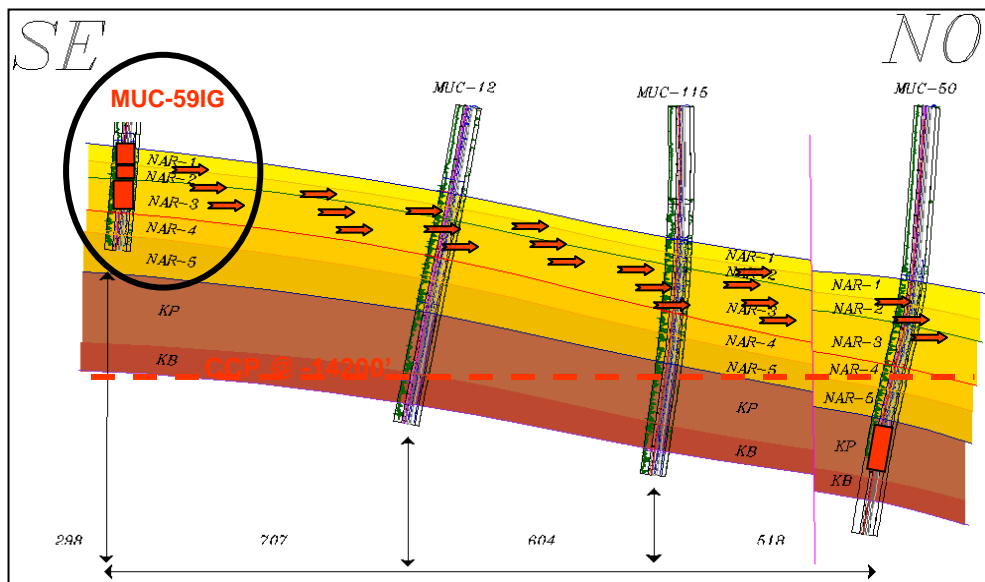 SE
NO
MUC-59IG
MUC-12
MUC-115
MUC-50
NAR-1
NAR-2
NAR-3
NAR-4
NAR-5
KP
KB
CCP @ -14200'
NAR-1
NAR-2
NAR-3
NAR-4
NAR-5
KP
KB
NAR-1
NAR-2
NAR-3
NAR-4
NAR-5
KP
KB
298
707
604
518